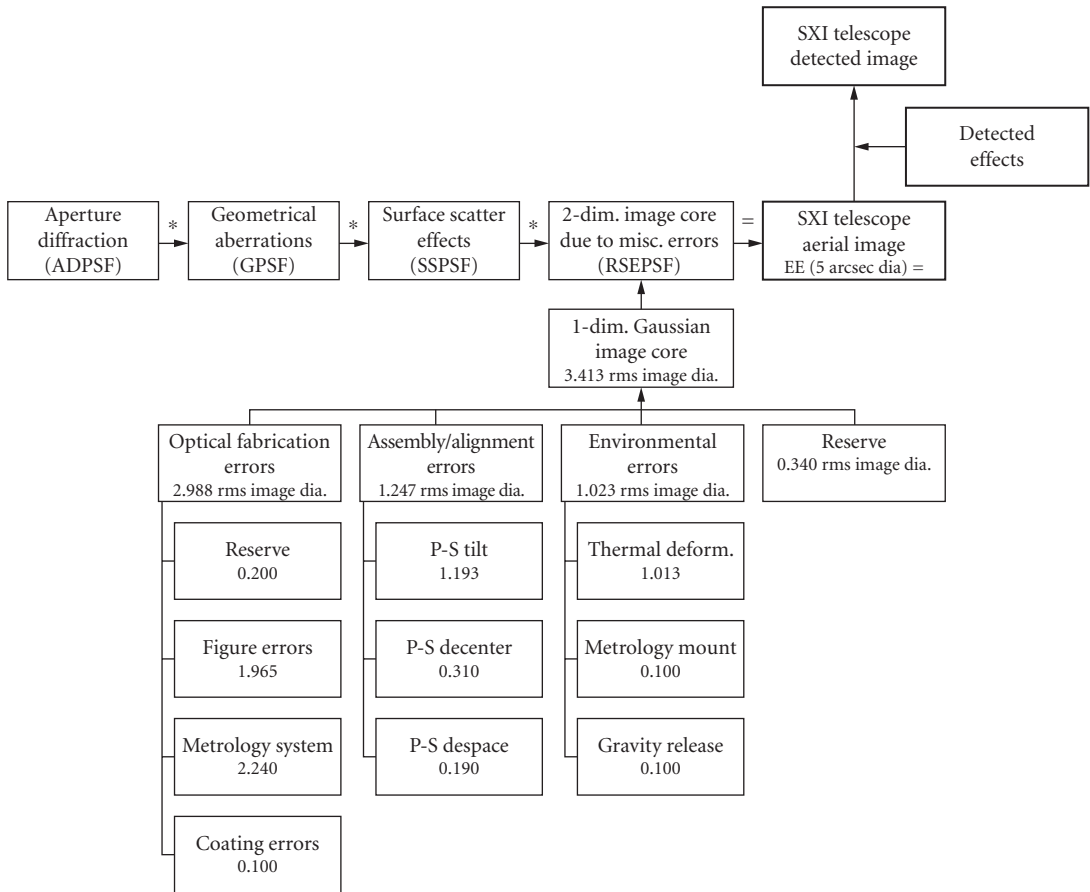 SXI telescope
detected image
Detected
effects
Aperture
diffraction
(ADPSF)
*
Geometrical
aberrations
(GPSF)
*
Surface scatter
effects
(SSPSF)
*
2-dim. image core
due to misc. errors
(RSEPSF)
=
SXI telescope
aerial image
EE (5 arcsec dia) =
1-dim. Gaussian
image core
3.413 rms image dia.
Optical fabrication
errors
2.988 rms image dia.
Assembly/alignment
errors
1.247 rms image dia.
Environmental
errors
1.023 rms image dia.
Reserve
0.340 rms image dia.
Reserve
0.200
P-S tilt
1.193
Thermal deform.
1.013
Figure errors
1.965
P-S decenter
0.310
Metrology mount
0.100
Metrology system
2.240
P-S despace
0.190
Gravity release
0.100
Coating errors
0.100